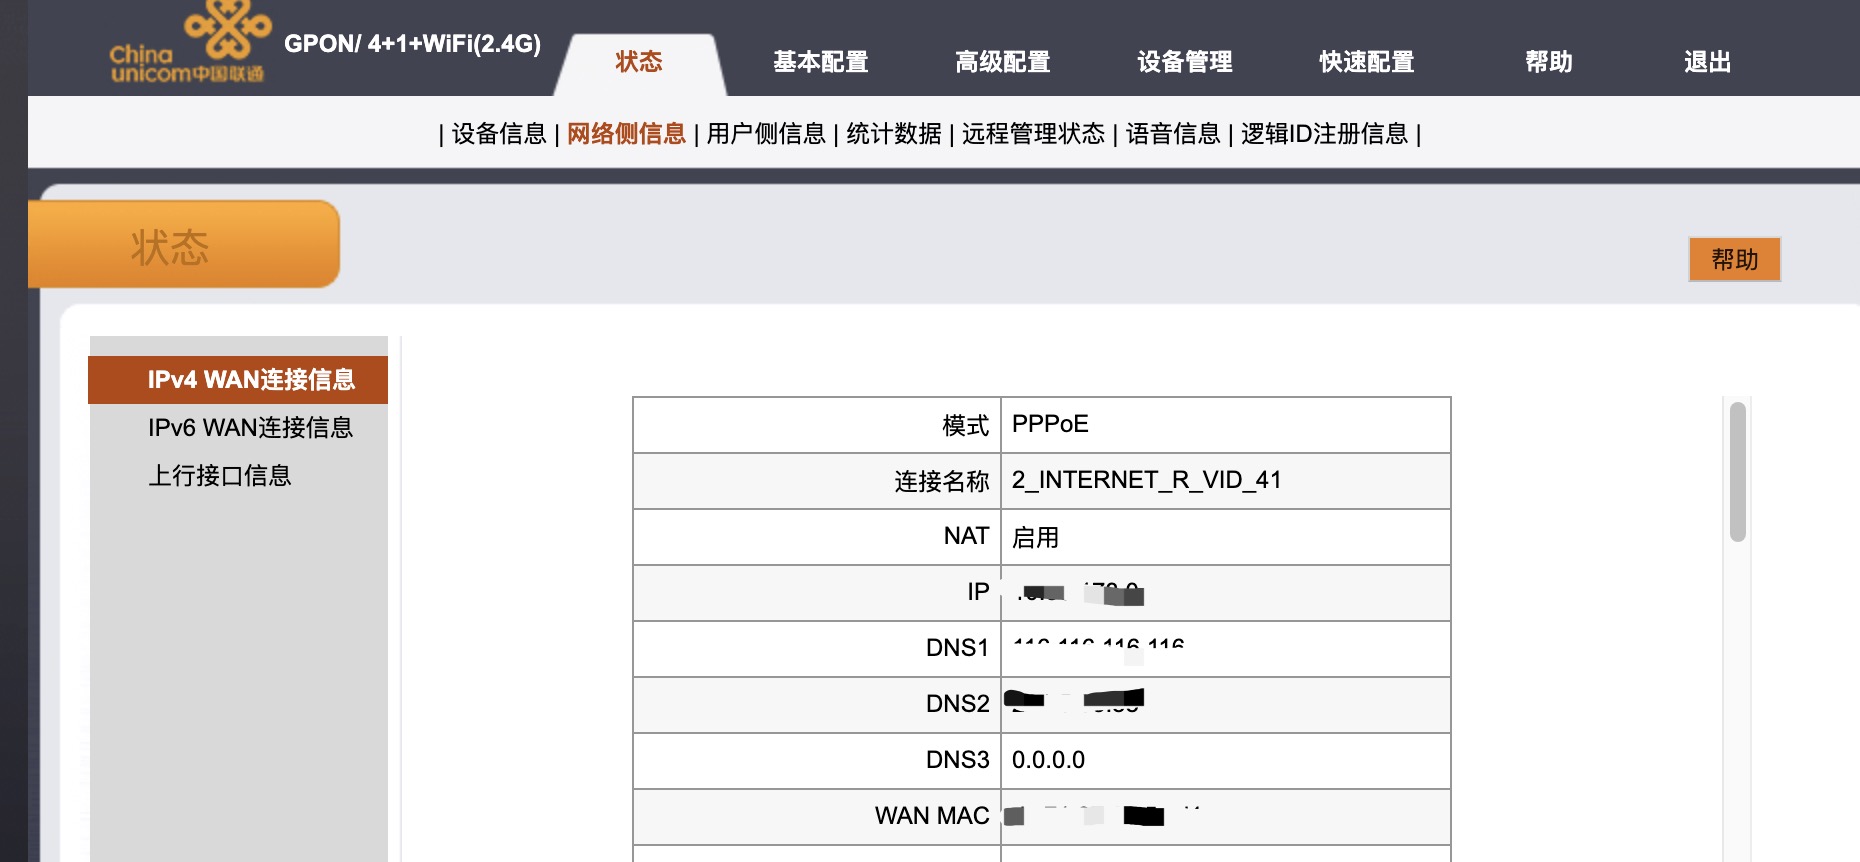 China
unicom中国联通
GPON/ 4+1+WiFi(2.4G)
状态
基本配置
高级配置
设备管理
快速配置
帮助
退出
| 设备信息 | 网络侧信息 | 用户侧信息 | 统计数据 | 远程管理状态 | 语音信息 | 逻辑ID注册信息 |
状态
帮助
IPv4 WAN连接信息
IPv6 WAN连接信息
上行接口信息
模式 PPPoE
连接名称 2_INTERNET_R_VID_41
NAT 启用
IP
DNS1
DNS2
DNS3 0.0.0.0
WAN MAC